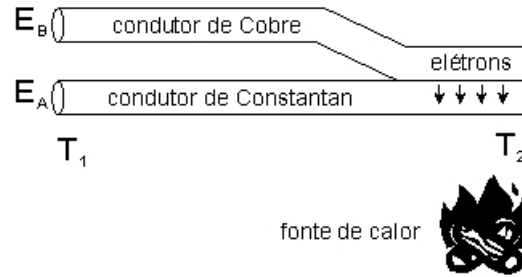 E_B condutor de Cobre
elétrons
E_A condutor de Constantan
T_1 T_2
fonte de calor